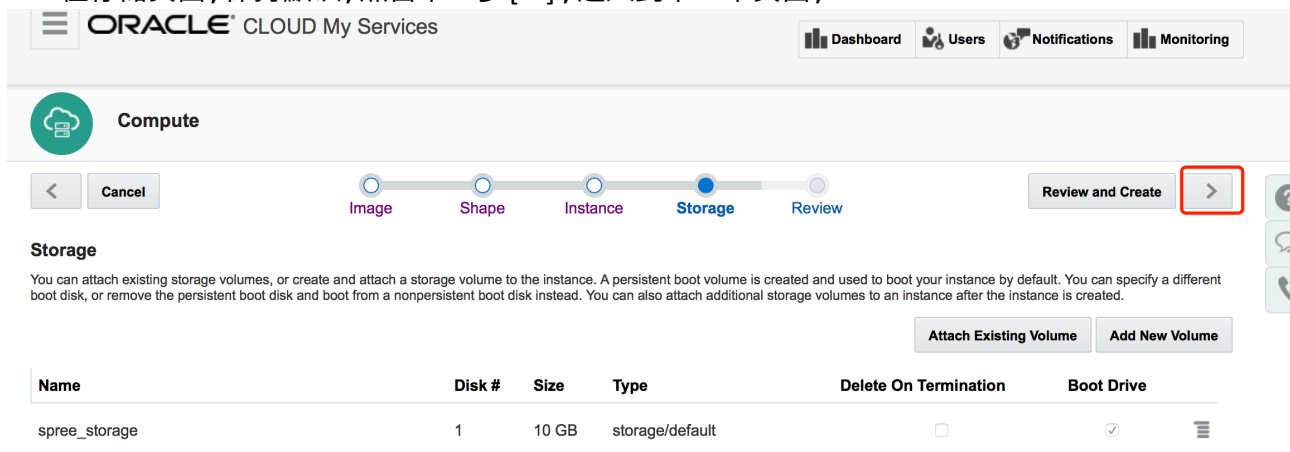 ORACLE® CLOUD My Services
Dashboard Users Notifications Monitoring
Compute
< Cancel
Image Shape Instance Storage Review
Review and Create >
Storage
You can attach existing storage volumes, or create and attach a storage volume to the instance. A persistent boot volume is created and used to boot your instance by default. You can specify a different
boot disk, or remove the persistent boot disk and boot from a nonpersistent boot disk instead. You can also attach additional storage volumes to an instance after the instance is created.
Attach Existing Volume Add New Volume
Name Disk # Size Type Delete On Termination Boot Drive
spree_storage 1 10 GB storage/default